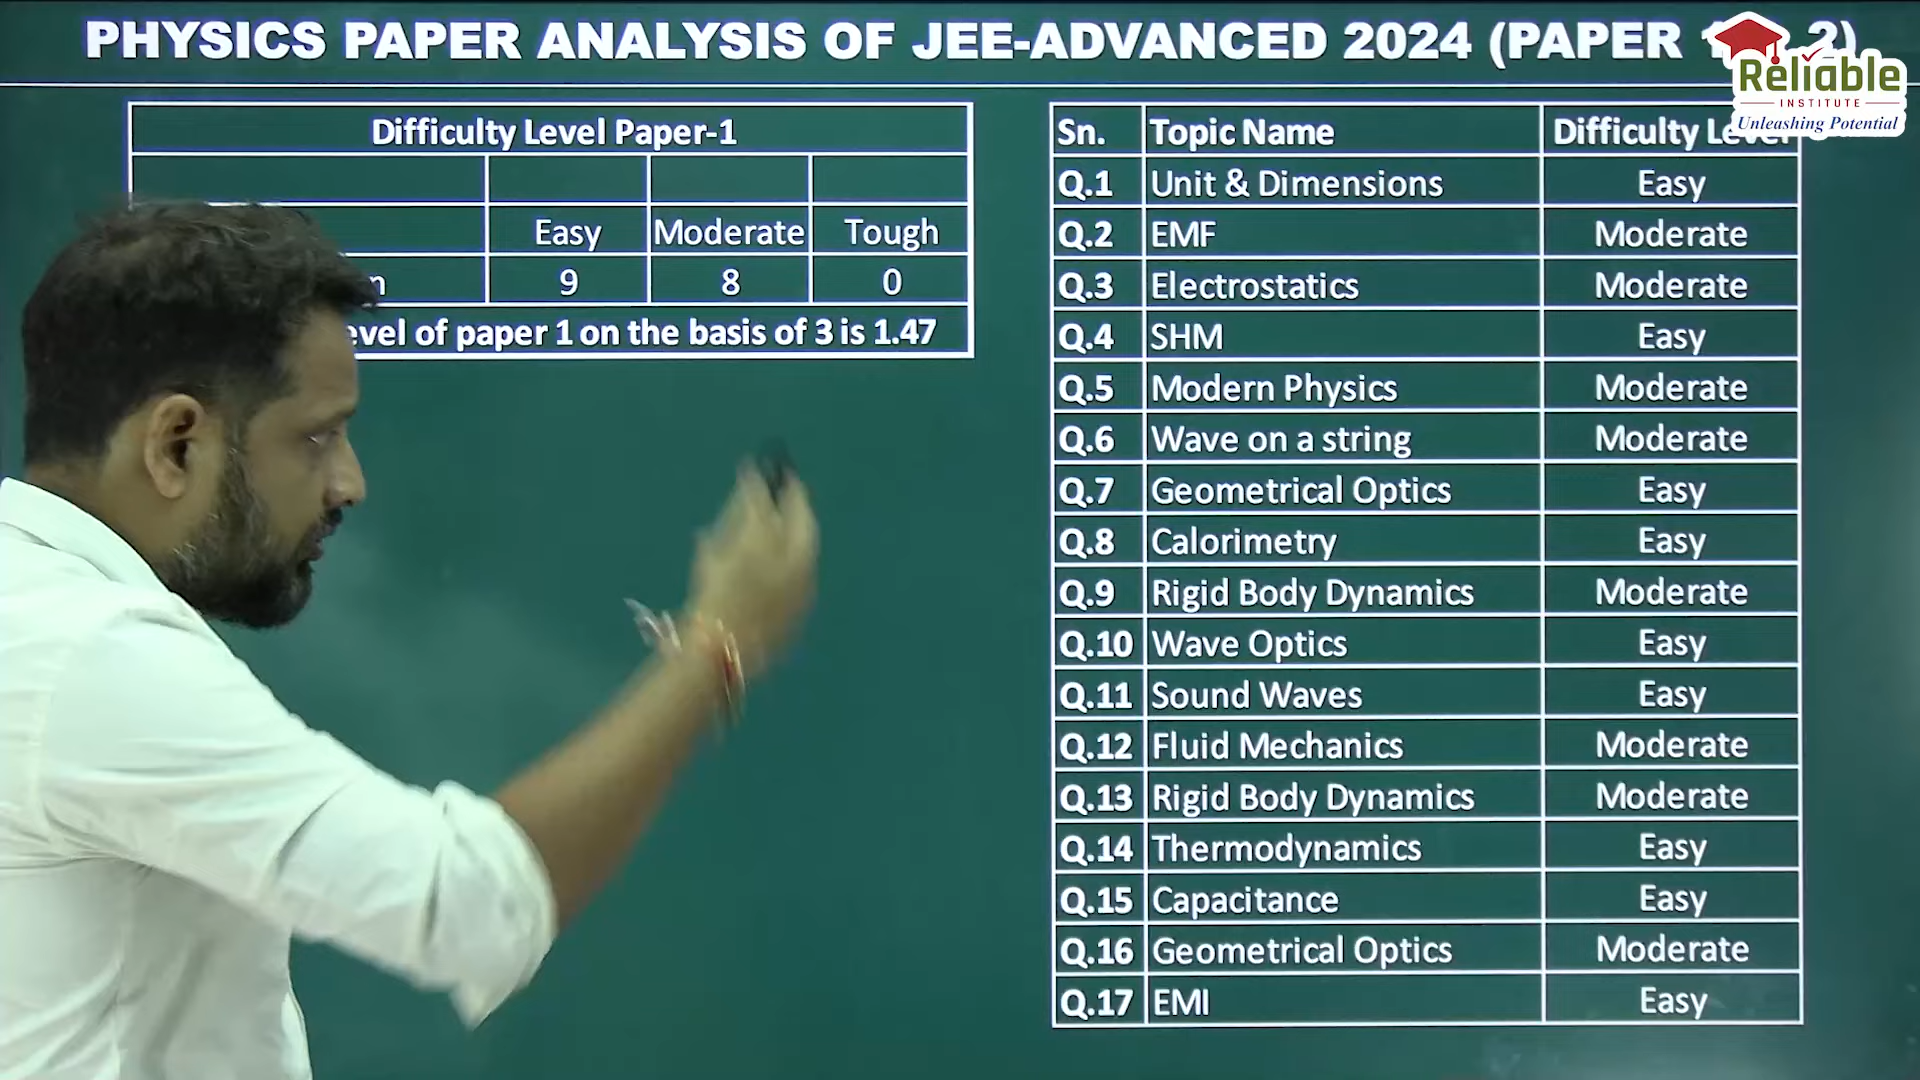 PHYSICS PAPER ANALYSIS OF JEE-ADVANCED 2024 (PAPER 2)
Reliable
INSTITUTE
Unleashing Potential
Difficulty Level Paper-1
Easy Moderate Tough
9 8 0
of paper 1 on the basis of 3 is 1.47
Sn. Topic Name Difficulty
Q.1 Unit & Dimensions Easy
Q.2 EMF Moderate
Q.3 Electrostatics Moderate
Q.4 SHM Easy
Q.5 Modern Physics Moderate
Q.6 Wave on a string Moderate
Q.7 Geometrical Optics Easy
Q.8 Calorimetry Easy
Q.9 Rigid Body Dynamics Moderate
Q.10 Wave Optics Easy
Q.11 Sound Waves Easy
Q.12 Fluid Mechanics Moderate
Q.13 Rigid Body Dynamics Moderate
Q.14 Thermodynamics Easy
Q.15 Capacitance Easy
Q.16 Geometrical Optics Moderate
Q.17 EMI Easy